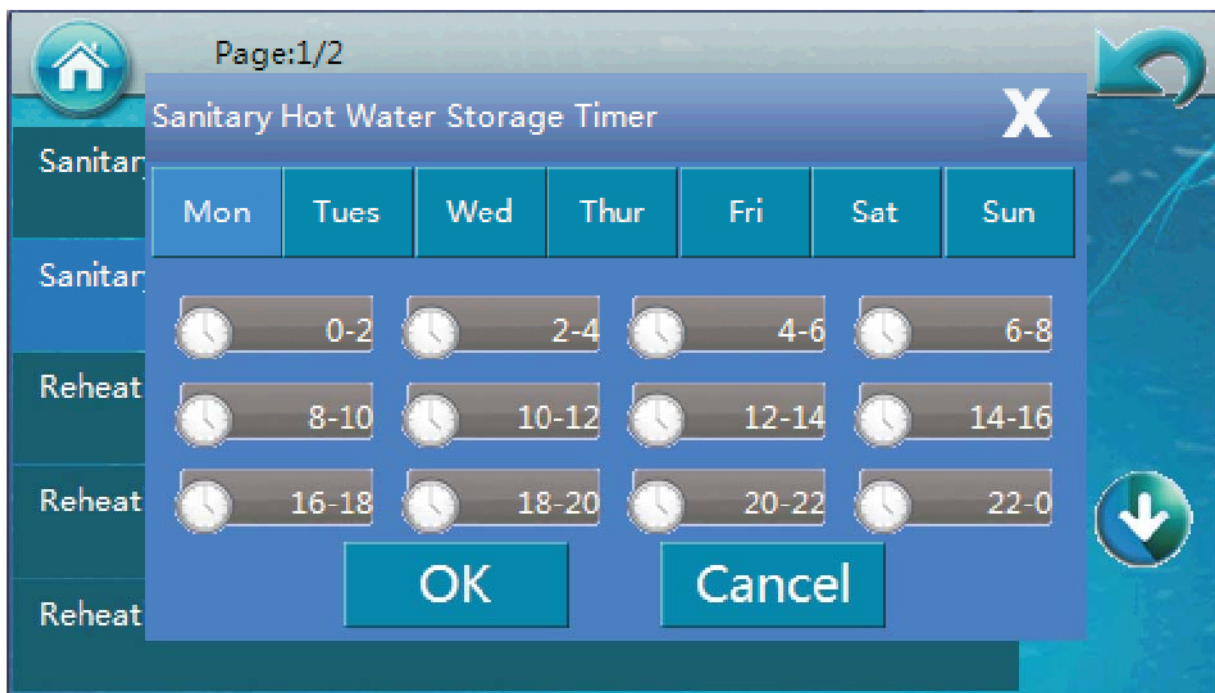 Page:1/2
Sanitary Hot Water Storage Timer X
Sanitary
Mon Tues Wed Thur Fri Sat Sun
Sanitar
0-2 2-4 4-6 6-8
Reheat
8-10 10-12 12-14 14-16
Reheat
16-18 18-20 20-22 22-0
OK Cancel
Reheat